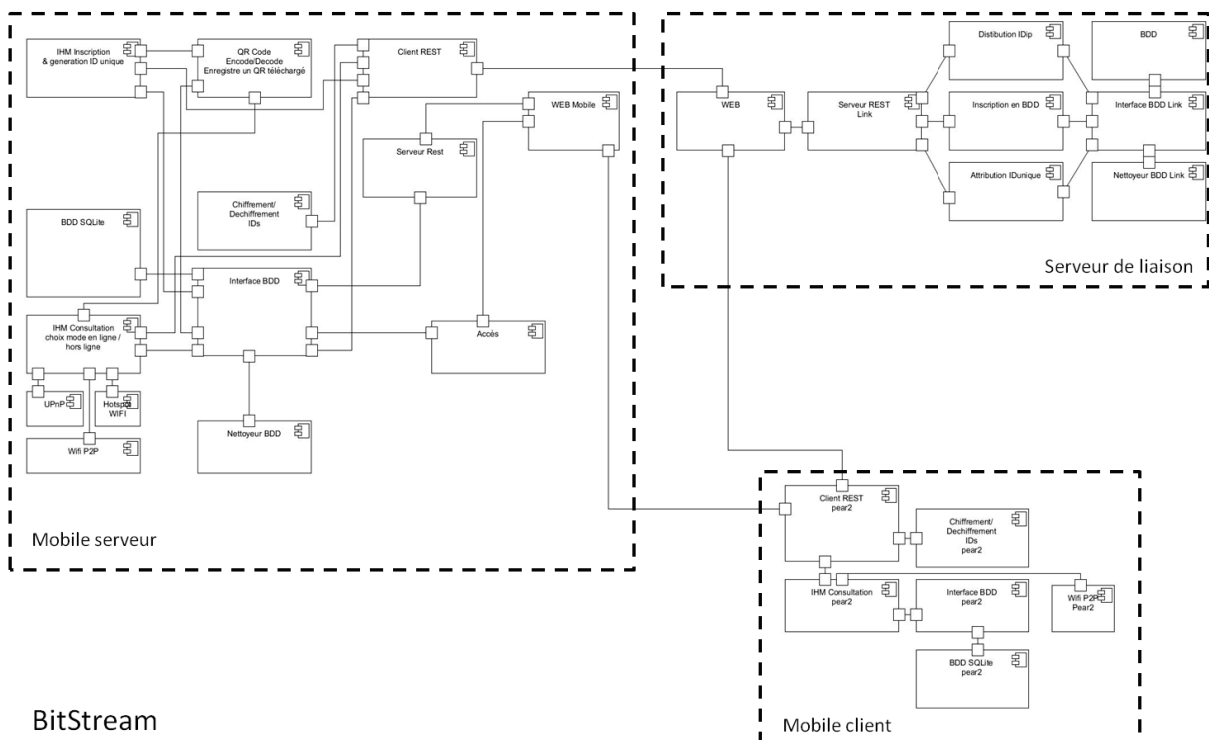 IHM Inscription
& generation ID unique
QR Code
Encode/Decode
Enregistre un QR téléchargé
Client REST
WEB Mobile
Serveur Rest
Chiffrement/
Dechiffrement
IDs
BDD SQLite
Interface BDD
IHM Consultation
choix mode en ligne /
hors ligne
Accès
UPnP
Hotspot
WIFI
Wifi P2P
Nettoyeur BDD
Mobile serveur
Distibution IDip
BDD
WEB
Serveur REST
Link
Inscription en BDD
Interface BDD Link
Attribution IDunique
Nettoyeur BDD Link
Serveur de liaison
Client REST
pear2
Chiffrement/
Dechiffrement
IDs
pear2
IHM Consultation
pear2
Interface BDD
pear2
Wifi P2P
Pear2
BDD SQLite
pear2
Mobile client
BitStream